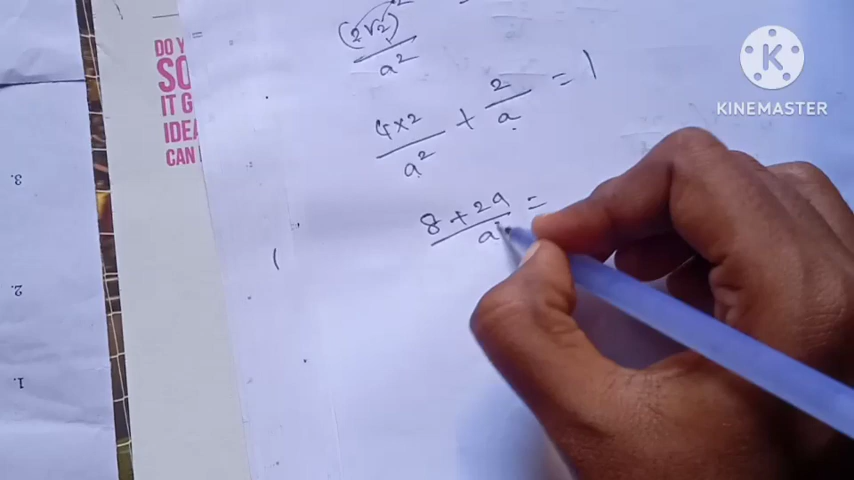 DO Y
SO
IT G
IDEA
CAN
3.
2.
1.
=
(2√2)²
a²
4×2/a² + 2/a = 1
8 + 2a/a² =
K
KINEMASTER